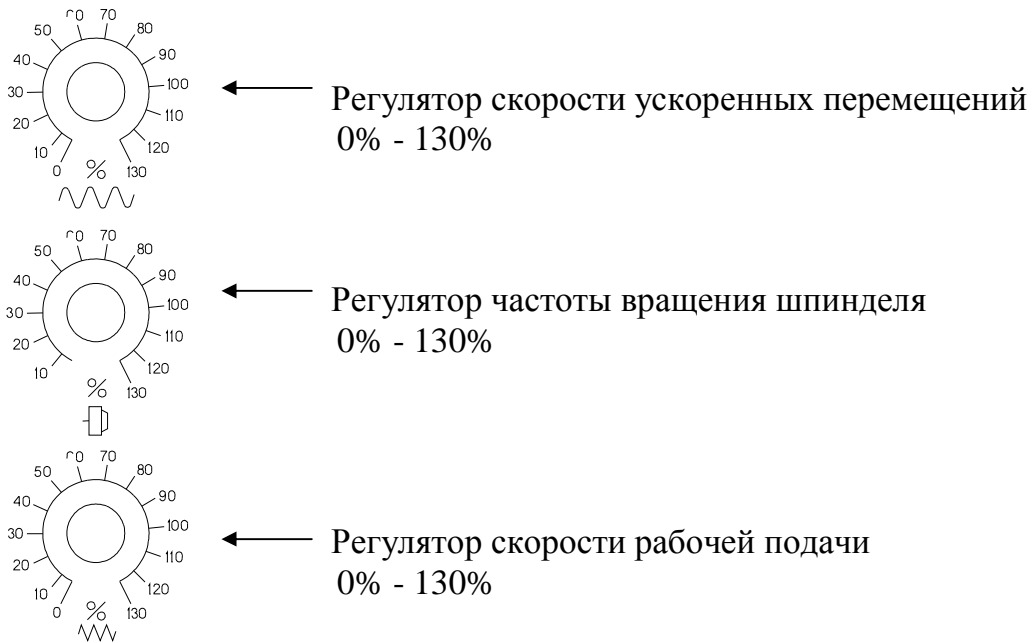 50 60 70 80
40 90
30 100
20 110
10 120
0 % 130
Регулятор скорости ускоренных перемещений
0% - 130%
50 60 70 80
40 90
30 100
20 110
10 120
% 130
Регулятор частоты вращения шпинделя
0% - 130%
50 60 70 80
40 90
30 100
20 110
10 120
0 % 130
Регулятор скорости рабочей подачи
0% - 130%